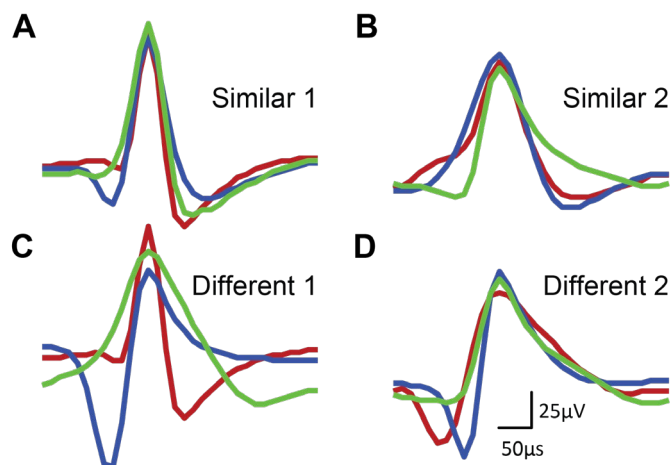 A
B
Similar 1
Similar 2
C
D
Different 1
Different 2
25µV
50µs